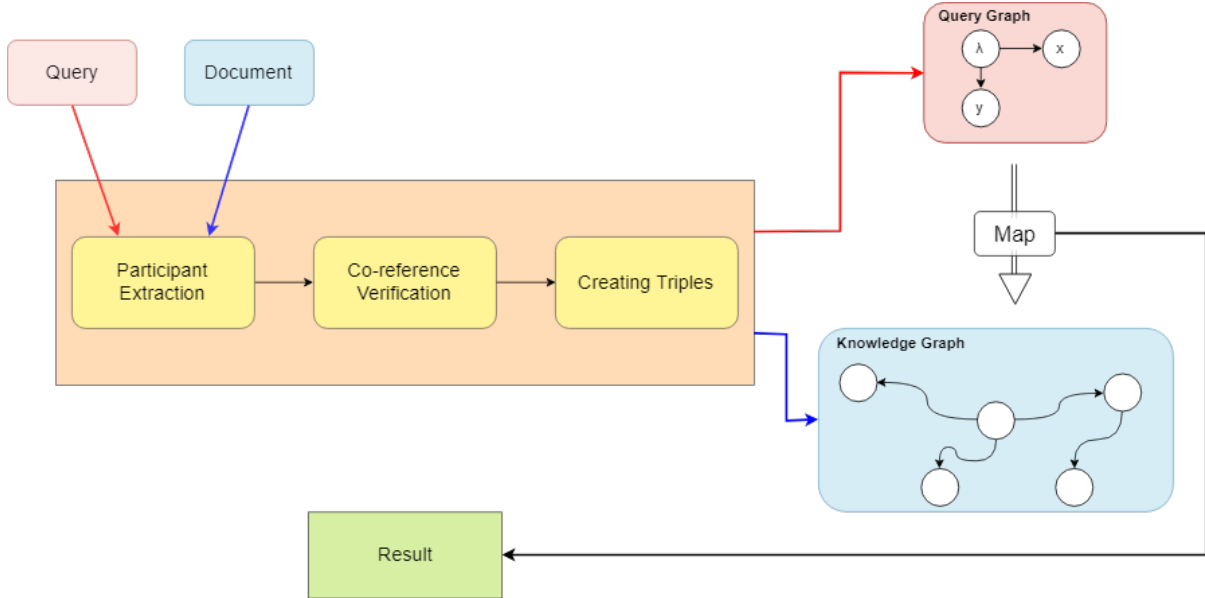 Query Graph
λ
x
y
Query
Document
Map
Participant
Extraction
Co-reference
Verification
Creating Triples
Knowledge Graph
Result